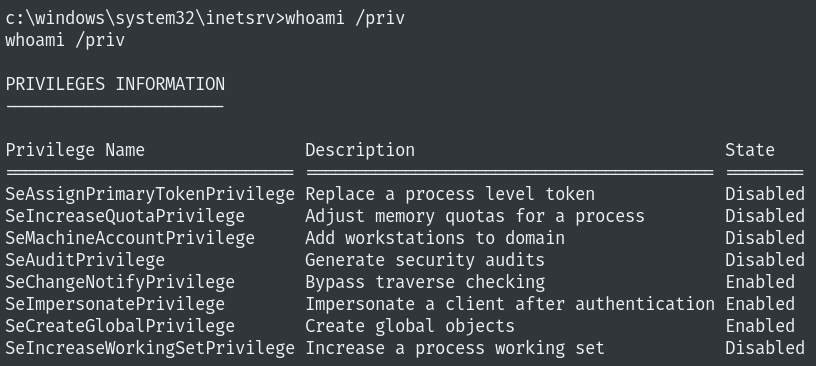 c:\windows\system32\inetsrv>whoami /priv
whoami /priv
PRIVILEGES INFORMATION
----------------------
Privilege Name                Description                               State
============================= ========================================= ========
SeAssignPrimaryTokenPrivilege Replace a process level token             Disabled
SeIncreaseQuotaPrivilege      Adjust memory quotas for a process        Disabled
SeMachineAccountPrivilege     Add workstations to domain                Disabled
SeAuditPrivilege              Generate security audits                  Disabled
SeChangeNotifyPrivilege       Bypass traverse checking                  Enabled
SeImpersonatePrivilege        Impersonate a client after authentication Enabled
SeCreateGlobalPrivilege       Create global objects                     Enabled
SeIncreaseWorkingSetPrivilege Increase a process working set            Disabled